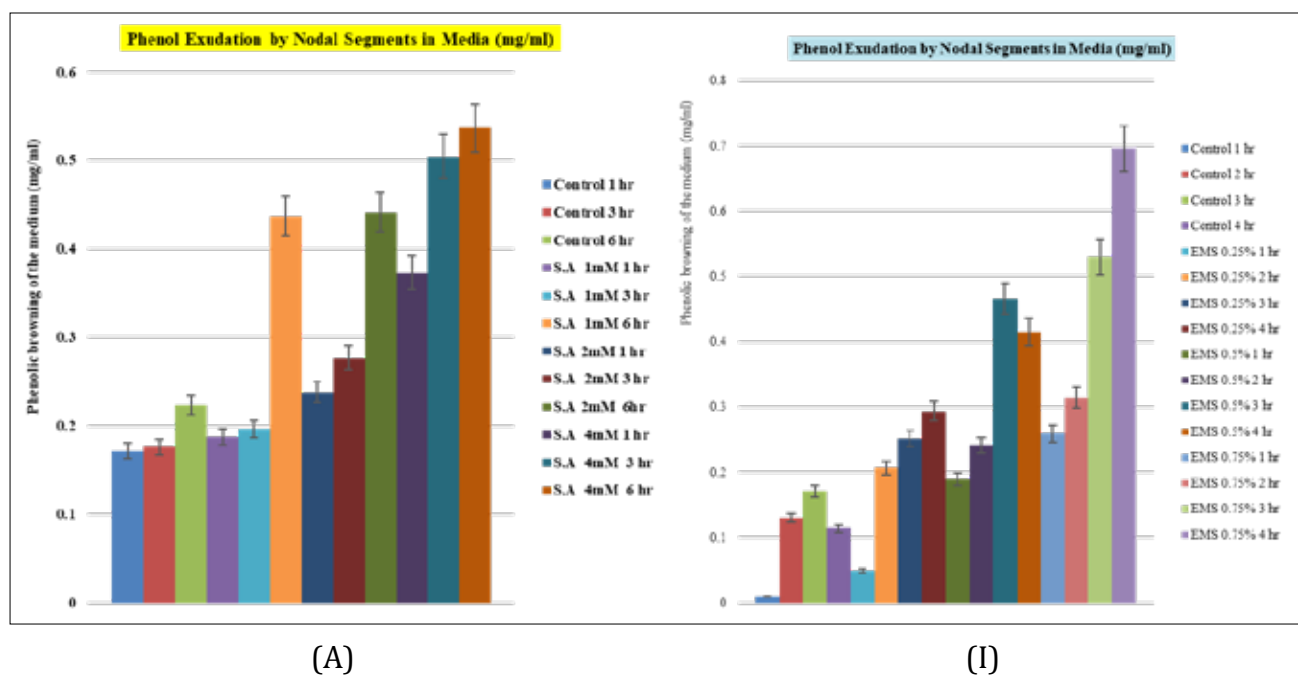 Phenol Exudation by Nodal Segments in Media (mg/ml)
Phenolic browning of the medium (mg/ml)
0.6
0.5
0.4
0.3
0.2
0.1
0
Control 1 hr
Control 3 hr
Control 6 hr
S.A 1mM 1 hr
S.A 1mM 3 hr
S.A 1mM 6 hr
S.A 2mM 1 hr
S.A 2mM 3 hr
S.A 2mM 6hr
S.A 4mM 1 hr
S.A 4mM 3 hr
S.A 4mM 6 hr
(A)
Phenol Exudation by Nodal Segments in Media (mg/ml)
Phenolic browning of the medium (mg/ml)
0.8
0.7
0.6
0.5
0.4
0.3
0.2
0.1
0
Control 1 hr
Control 2 hr
Control 3 hr
Control 4 hr
EMS 0.25% 1 hr
EMS 0.25% 2 hr
EMS 0.25% 3 hr
EMS 0.25% 4 hr
EMS 0.5% 1 hr
EMS 0.5% 2 hr
EMS 0.5% 3 hr
EMS 0.5% 4 hr
EMS 0.75% 1 hr
EMS 0.75% 2 hr
EMS 0.75% 3 hr
EMS 0.75% 4 hr
(I)